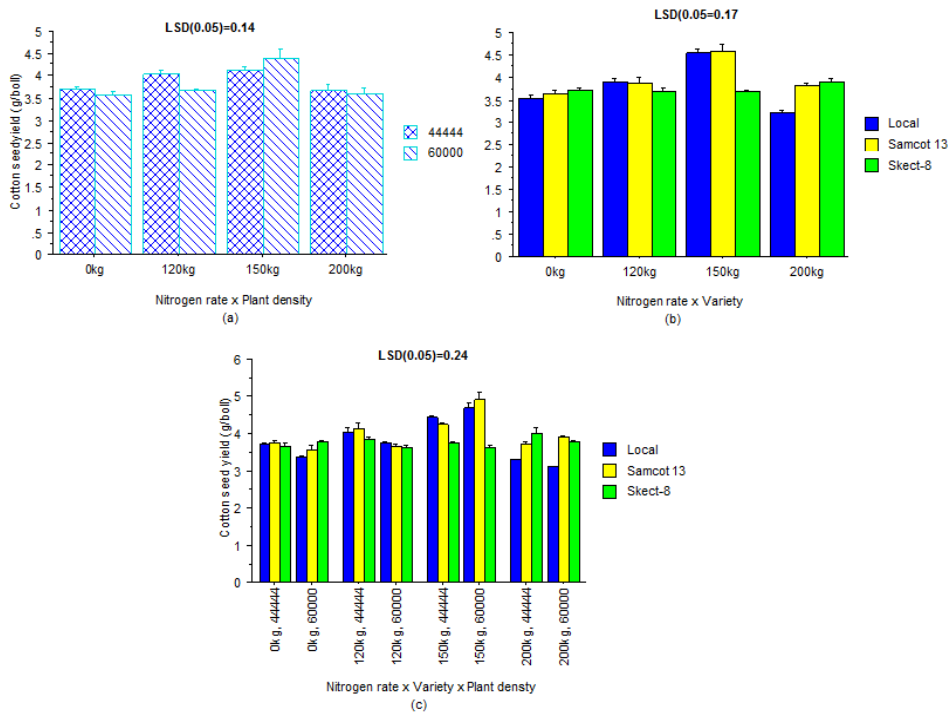 LSD(0.05)=0.14
Cotton seed yield (g/boll)
5
4.5
4
3.5
3
2.5
2
1.5
1
.5
0
0kg
120kg
150kg
200kg
Nitrogen rate x Plant density
(a)
44444
60000
LSD(0.05=0.17
5
4.5
4
3.5
3
2.5
2
1.5
1
.5
0
0kg
120kg
150kg
200kg
Nitrogen rate x Variety
(b)
Local
Samcot 13
Skect-8
LSD(0.05)=0.24
Cotton seed yield (g/boll)
6
5
4
3
2
1
0
0kg, 44444
0kg, 60000
120kg, 44444
120kg, 60000
150kg, 44444
150kg, 60000
200kg, 44444
200kg, 60000
Nitrogen rate x Variety x Plant densty
(c)
Local
Samcot 13
Skect-8